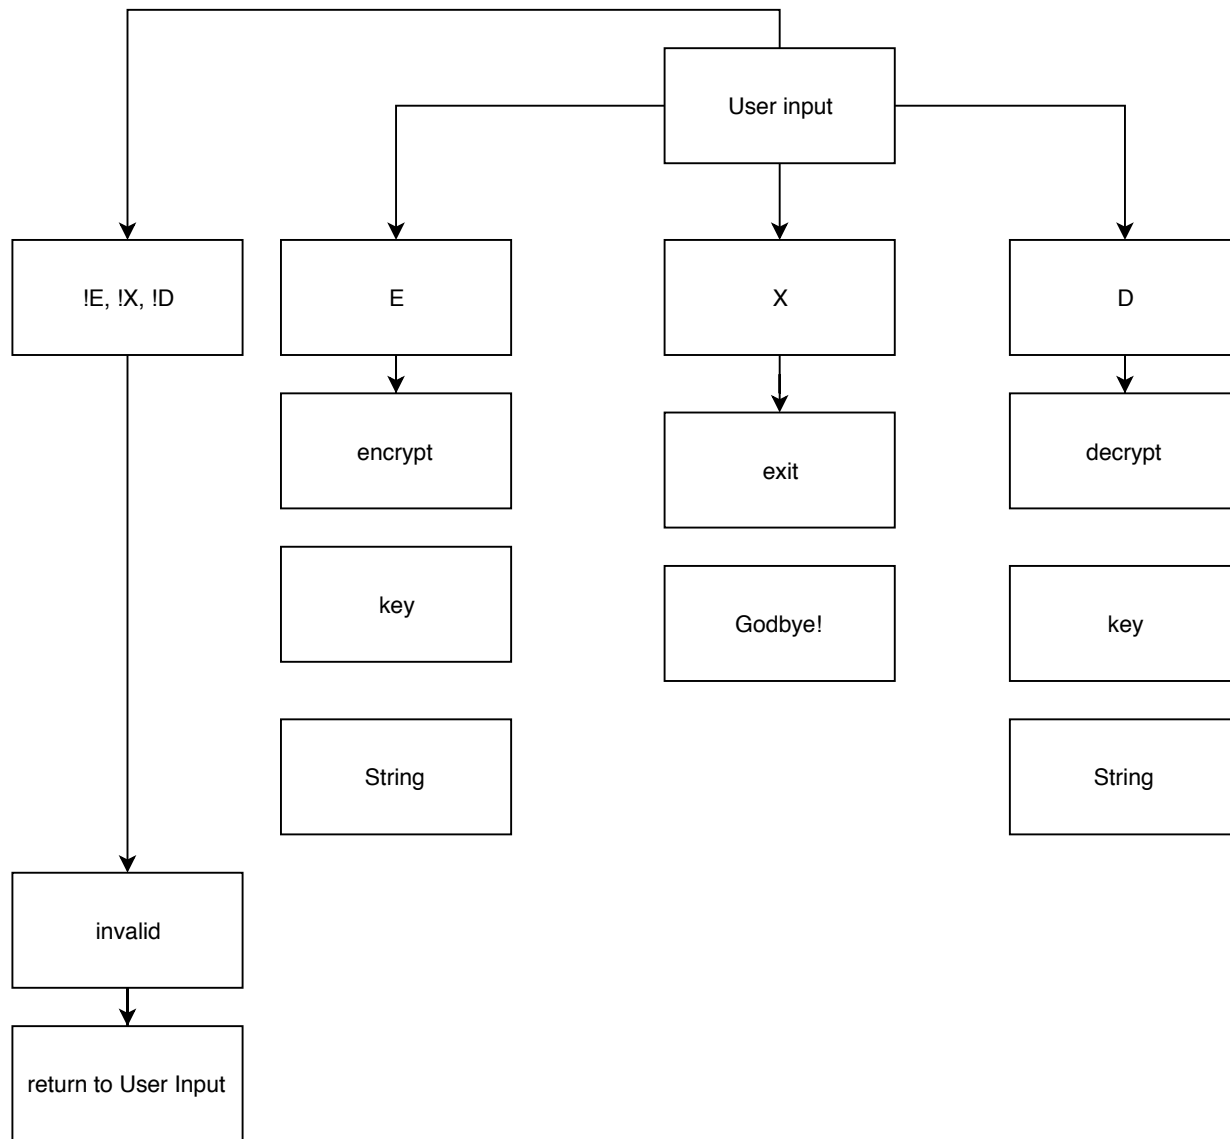 User input
!E, !X, !D
E
X
D
encrypt
exit
decrypt
key
Godbye!
key
String
String
invalid
return to User Input